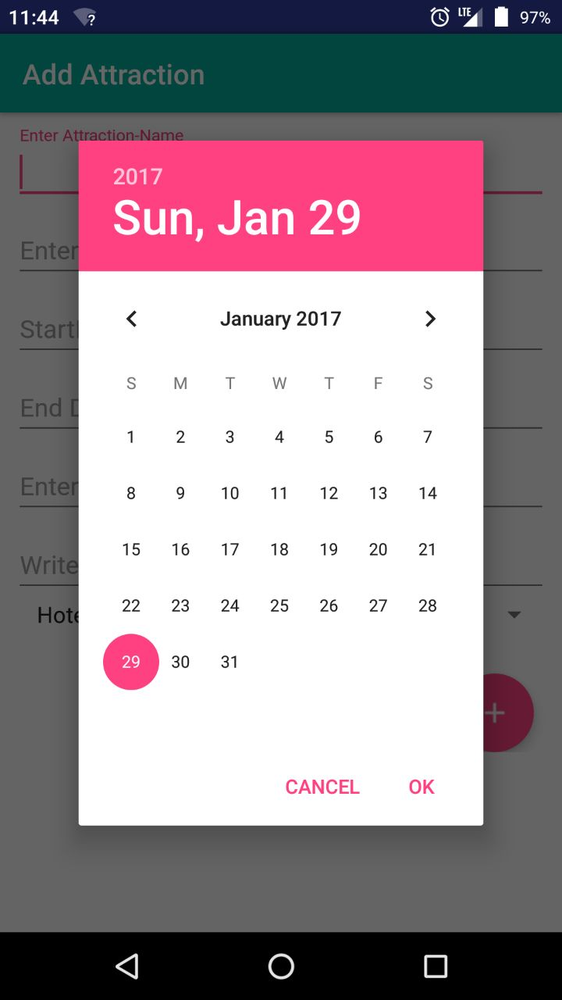 11:44 LTE 97%
Add Attraction
Enter Attraction-Name
2017
Sun, Jan 29
Enter
Start
End
Enter
Write
January 2017
S M T W T F S
1 2 3 4 5 6 7
8 9 10 11 12 13 14
15 16 17 18 19 20 21
22 23 24 25 26 27 28
29 30 31
CANCEL OK